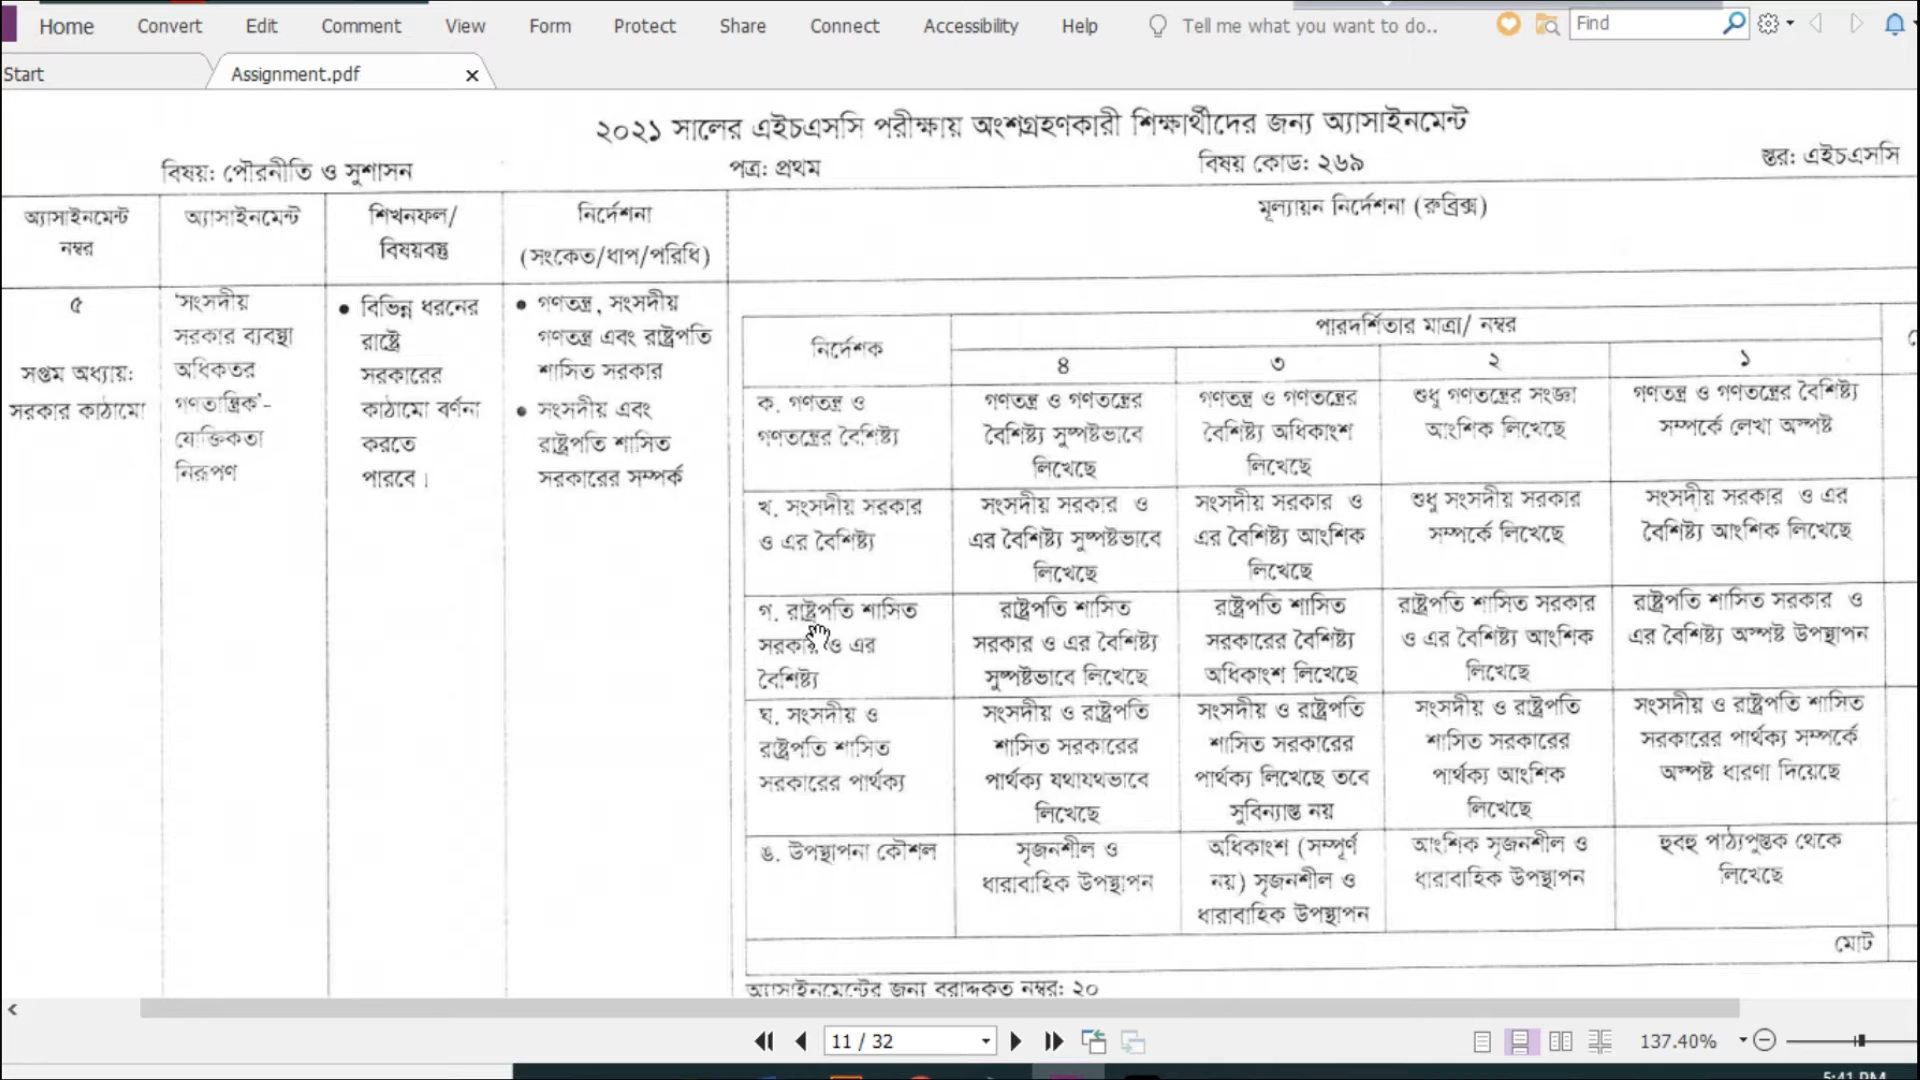 Home Convert Edit Comment View Form Protect Share Connect Accessibility Help Tell me what you want to do.. Find
Start Assignment.pdf
২০২১ সালের এইচএসসি পরীক্ষায় অংশগ্রহণকারী শিক্ষার্থীদের জন্য অ্যাসাইনমেন্ট
বিষয়: পৌরনীতি ও সুশাসন পত্র: প্রথম বিষয় কোড: ২৬৯ স্তর: এইচএসসি
অ্যাসাইনমেন্ট
নম্বর
অ্যাসাইনমেন্ট
শিখনফল/
বিষয়বস্তু
নির্দেশনা
(সংকেত/ধাপ/পরিধি)
মূল্যায়ন নির্দেশনা (রুব্রিক্স)
৫
সপ্তম অধ্যায়:
সরকার কাঠামো
'সংসদীয়
সরকার ব্যবস্থা
অধিকতর
গণতান্ত্রিক'-
যৌক্তিকতা
নিরূপণ
• বিভিন্ন ধরনের
রাষ্ট্রে
সরকারের
কাঠামো বর্ণনা
করতে
পারবে।
• গণতন্ত্র, সংসদীয়
গণতন্ত্র এবং রাষ্ট্রপতি
শাসিত সরকার
• সংসদীয় এবং
রাষ্ট্রপতি শাসিত
সরকারের সম্পর্ক
নির্দেশক
পারদর্শিতার মাত্রা/ নম্বর
৪ ৩ ২ ১
ক. গণতন্ত্র ও
গণতন্ত্রের বৈশিষ্ট্য
গণতন্ত্র ও গণতন্ত্রের
বৈশিষ্ট্য সুষ্পষ্টভাবে
লিখেছে
গণতন্ত্র ও গণতন্ত্রের
বৈশিষ্ট্য অধিকাংশ
লিখেছে
শুধু গণতন্ত্রের সংজ্ঞা
আংশিক লিখেছে
গণতন্ত্র ও গণতন্ত্রের বৈশিষ্ট্য
সম্পর্কে লেখা অস্পষ্ট
খ. সংসদীয় সরকার
ও এর বৈশিষ্ট্য
সংসদীয় সরকার ও
এর বৈশিষ্ট্য সুষ্পষ্টভাবে
লিখেছে
সংসদীয় সরকার ও
এর বৈশিষ্ট্য আংশিক
লিখেছে
শুধু সংসদীয় সরকার
সম্পর্কে লিখেছে
সংসদীয় সরকার ও এর
বৈশিষ্ট্য আংশিক লিখেছে
গ. রাষ্ট্রপতি শাসিত
সরকার ও এর
বৈশিষ্ট্য
রাষ্ট্রপতি শাসিত
সরকার ও এর বৈশিষ্ট্য
সুষ্পষ্টভাবে লিখেছে
রাষ্ট্রপতি শাসিত
সরকারের বৈশিষ্ট্য
অধিকাংশ লিখেছে
রাষ্ট্রপতি শাসিত সরকার
ও এর বৈশিষ্ট্য আংশিক
লিখেছে
রাষ্ট্রপতি শাসিত সরকার ও
এর বৈশিষ্ট্য অস্পষ্ট উপস্থাপন
ঘ. সংসদীয় ও
রাষ্ট্রপতি শাসিত
সরকারের পার্থক্য
সংসদীয় ও রাষ্ট্রপতি
শাসিত সরকারের
পার্থক্য যথাযথভাবে
লিখেছে
সংসদীয় ও রাষ্ট্রপতি
শাসিত সরকারের
পার্থক্য লিখেছে তবে
সুবিন্যাস্ত নয়
সংসদীয় ও রাষ্ট্রপতি
শাসিত সরকারের
পার্থক্য আংশিক
লিখেছে
সংসদীয় ও রাষ্ট্রপতি শাসিত
সরকারের পার্থক্য সম্পর্কে
অস্পষ্ট ধারণা দিয়েছে
ঙ. উপস্থাপনা কৌশল
সৃজনশীল ও
ধারাবাহিক উপস্থাপন
অধিকাংশ (সম্পূর্ণ
নয়) সৃজনশীল ও
ধারাবাহিক উপস্থাপন
আংশিক সৃজনশীল ও
ধারাবাহিক উপস্থাপন
হুবহু পাঠ্যপুস্তক থেকে
লিখেছে
মোট
অ্যাসাইনমেন্টের জন্য বরাদ্দকৃত নম্বর: ২০
11 / 32 137.40%
5:41 PM